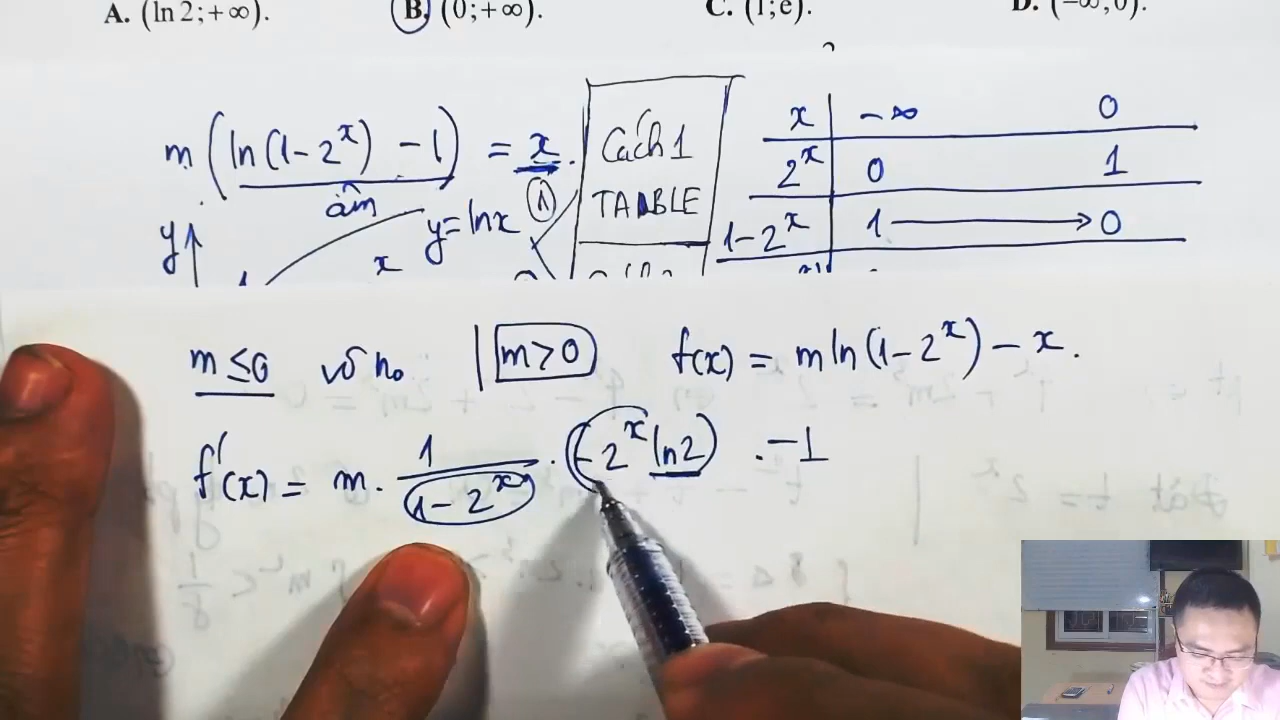 A. (ln 2;+∞). B. (0;+∞). C. (1;e). D. (−∞;0).
m (ln(1-2^x) - 1) = x.
âm
y y=lnx ①
x
Cách 1
TABLE
x -∞ 0
2^x 0 1
1-2^x 1 → 0
m ≤ 0 vô no | m>0 f(x) = m ln(1-2^x) - x.
f'(x) = m. 1/(1-2^x) . (-2^x ln2) . -1